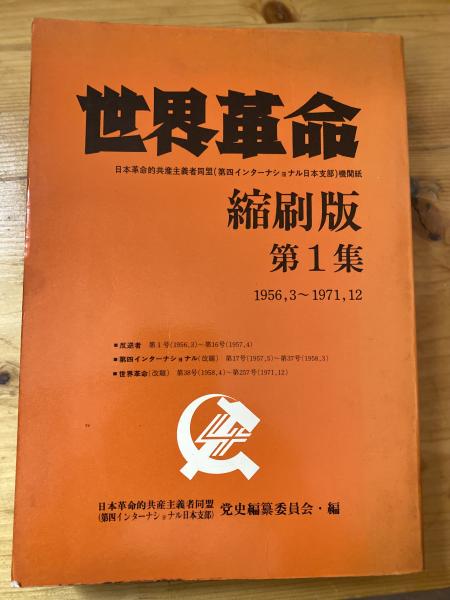 世界革命
日本革命的共産主義者同盟(第四インターナショナル日本支部)機関紙
縮刷版
第1集
1956,3～1971,12
■反逆者 第1号(1956,3)～第16号(1957,4)
■第四インターナショナル(改題) 第17号(1957,5)～第37号(1958,3)
■世界革命(改題) 第38号(1958,4)～第257号(1971,12)
日本革命的共産主義者同盟
(第四インターナショナル日本支部) 党史編纂委員会・編